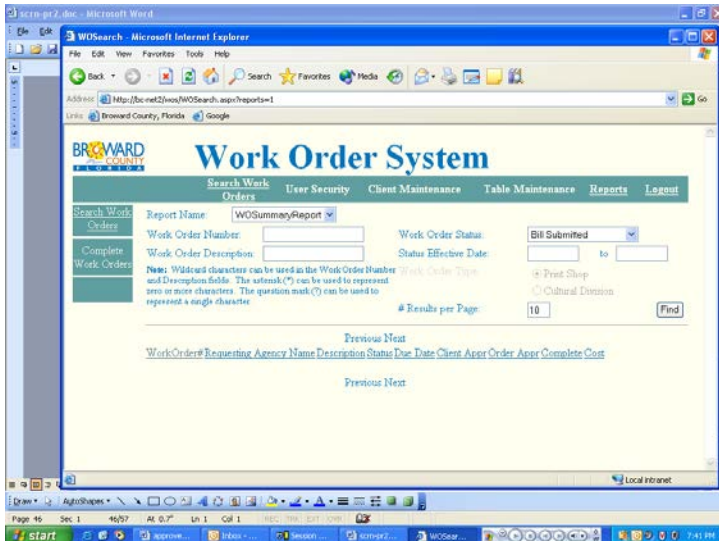 scrn-pr2.doc - Microsoft Word
File Edit
WOSearch - Microsoft Internet Explorer
File Edit View Favorites Tools Help
Back Search Favorites Media
Address http://bc-net2/wos/WOSearch.aspx?reports=1 Go
Links Broward County, Florida Google
BROWARD COUNTY
FLORIDA
Work Order System
Search Work Orders User Security Client Maintenance Table Maintenance Reports Logout
Search Work Orders
Complete Work Orders
Report Name: WOSummaryReport
Work Order Number: Work Order Status: Bill Submitted
Work Order Description: Status Effective Date: to
Note: Wildcard characters can be used in the Work Order Number
and Description fields. The asterisk (*) can be used to represent
zero or more characters. The question mark (?) can be used to
represent a single character.
Work Order Type: Print Shop
Cultural Division
# Results per Page: 10 Find
Previous Next
WorkOrder# Requesting Agency Name Description Status Due Date Client Appr Order Appr Complete Cost
Previous Next
Local intranet
Draw AutoShapes
Page 46 Sec 1 46/57 At 0.7" Ln 1 Col 1 REC TRK EXT OVR
start approve... Inbox - ... Session ... scrn-pr2... WOSear... 7:41 PM